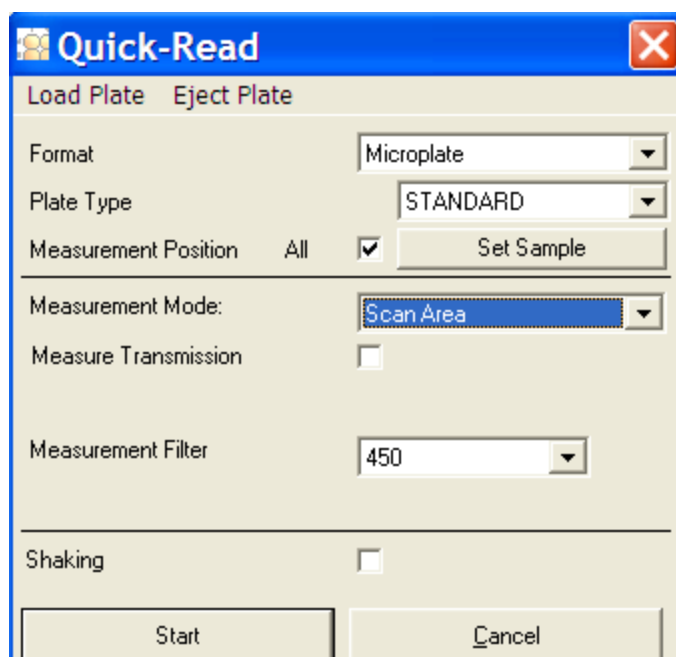 Quick-Read
Load Plate Eject Plate
Format Microplate
Plate Type STANDARD
Measurement Position All Set Sample
Measurement Mode: Scan Area
Measure Transmission
Measurement Filter 450
Shaking
Start Cancel